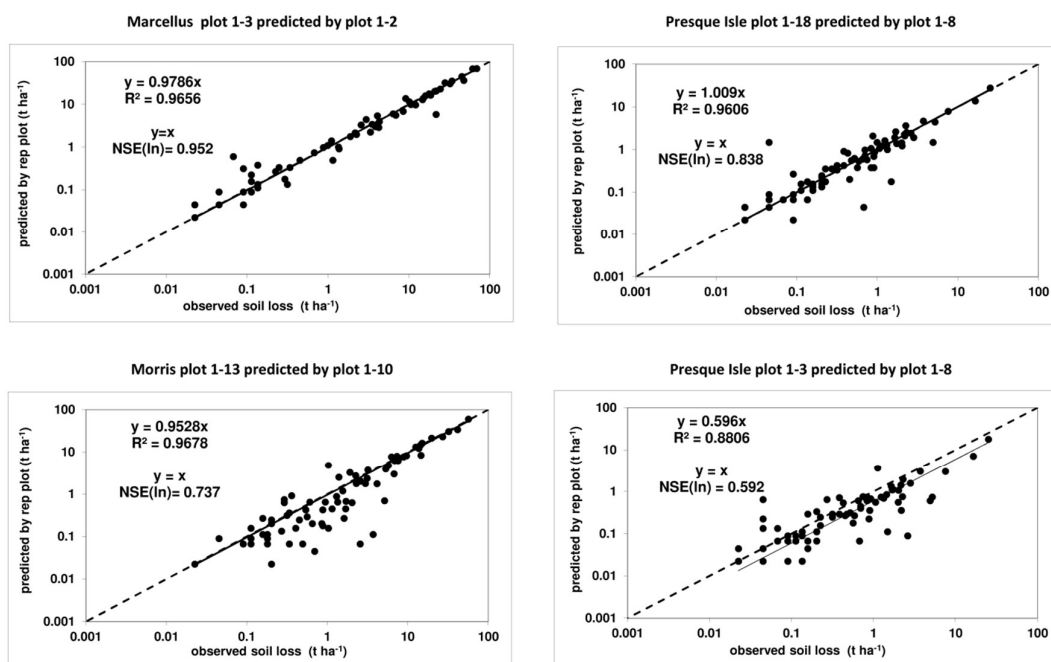 Marcellus plot 1-3 predicted by plot 1-2
predicted by rep plot (t ha⁻¹)
100
10
1
0.1
0.01
0.001
y = 0.9786x
R² = 0.9656
y=x
NSE(ln)= 0.952
0.001 0.01 0.1 1 10 100
observed soil loss (t ha⁻¹)
Presque Isle plot 1-18 predicted by plot 1-8
predicted by rep plot (t ha⁻¹)
100
10
1
0.1
0.01
0.001
y = 1.009x
R² = 0.9606
y=x
NSE(ln)= 0.838
0.001 0.01 0.1 1 10 100
observed soil loss (t ha⁻¹)
Morris plot 1-13 predicted by plot 1-10
predicted by rep plot (t ha⁻¹)
100
10
1
0.1
0.01
0.001
y = 0.9528x
R² = 0.9678
y = x
NSE(ln)= 0.737
0.001 0.01 0.1 1 10 100
observed soil loss (t ha⁻¹)
Presque Isle plot 1-3 predicted by plot 1-8
predicted by rep plot (t ha⁻¹)
100
10
1
0.1
0.01
0.001
y = 0.596x
R² = 0.8806
y = x
NSE(ln)= 0.592
0.001 0.01 0.1 1 10 100
observed soil loss (t ha⁻¹)